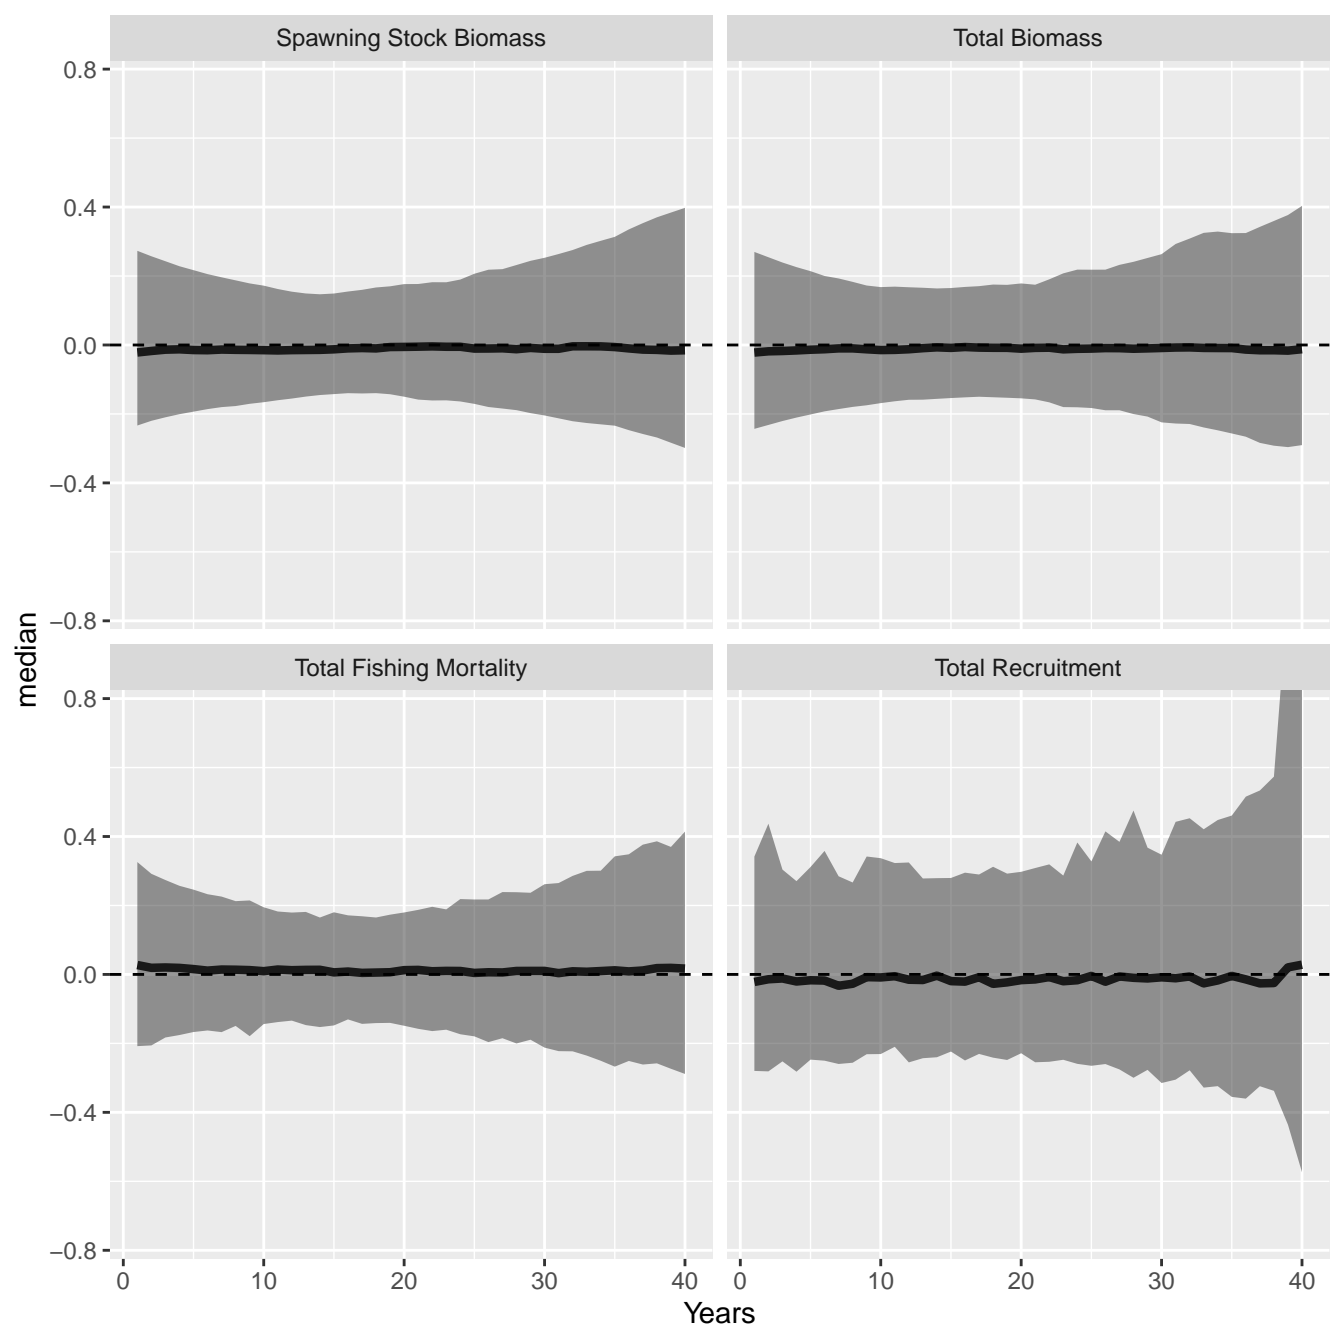 Spawning Stock Biomass
Total Biomass
0.8
0.4
0.0
−0.4
−0.8
median
Total Fishing Mortality
Total Recruitment
0.8
0.4
0.0
−0.4
−0.8
0 10 20 30 40
0 10 20 30 40
Years